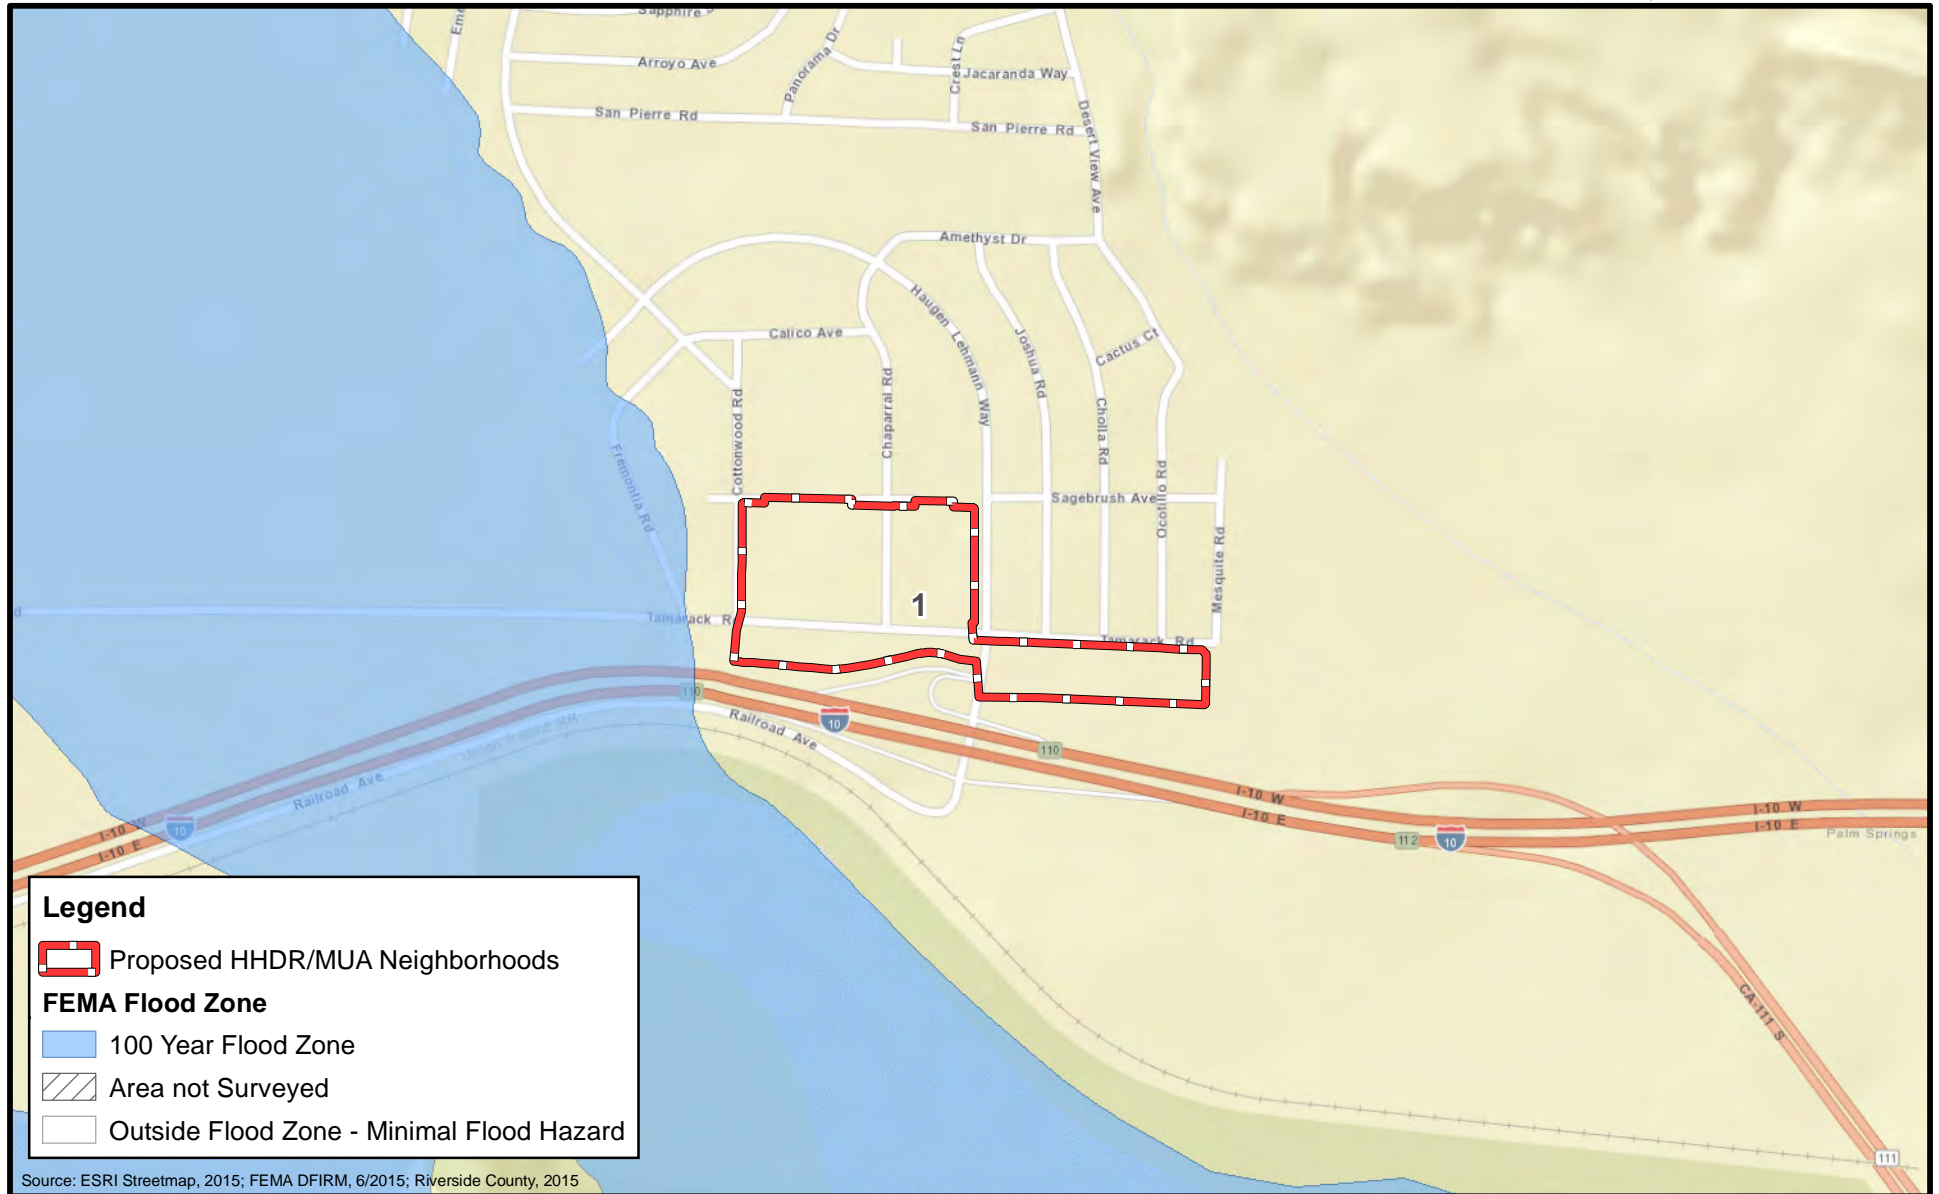 Sapphire
Eme
Arroyo Ave
Panorama Dr
Crest Ln
Jacaranda Way
San Pierre Rd
San Pierre Rd
Desert View Ave
Amethyst Dr
Haugen Lehmann Way
Calico Ave
Joshua Rd
Cactus Ct
Cottonwood Rd
Chaparral Rd
Cholla Rd
Fremontia Rd
Ocotillo Rd
Sagebrush Ave
Mesquite Rd
1
d
Tamarack R
Tamarack Rd
110
10
Railroad Ave
Union Pacific RR
110
Railroad Ave
10
I-10 W
I-10 E
I-10 W
I-10 E
112
10
I-10 W
I-10 E
Palm Springs
CA-111 S
111
Legend
Proposed HHDR/MUA Neighborhoods
FEMA Flood Zone
100 Year Flood Zone
Area not Surveyed
Outside Flood Zone - Minimal Flood Hazard
Source: ESRI Streetmap, 2015; FEMA DFIRM, 6/2015; Riverside County, 2015